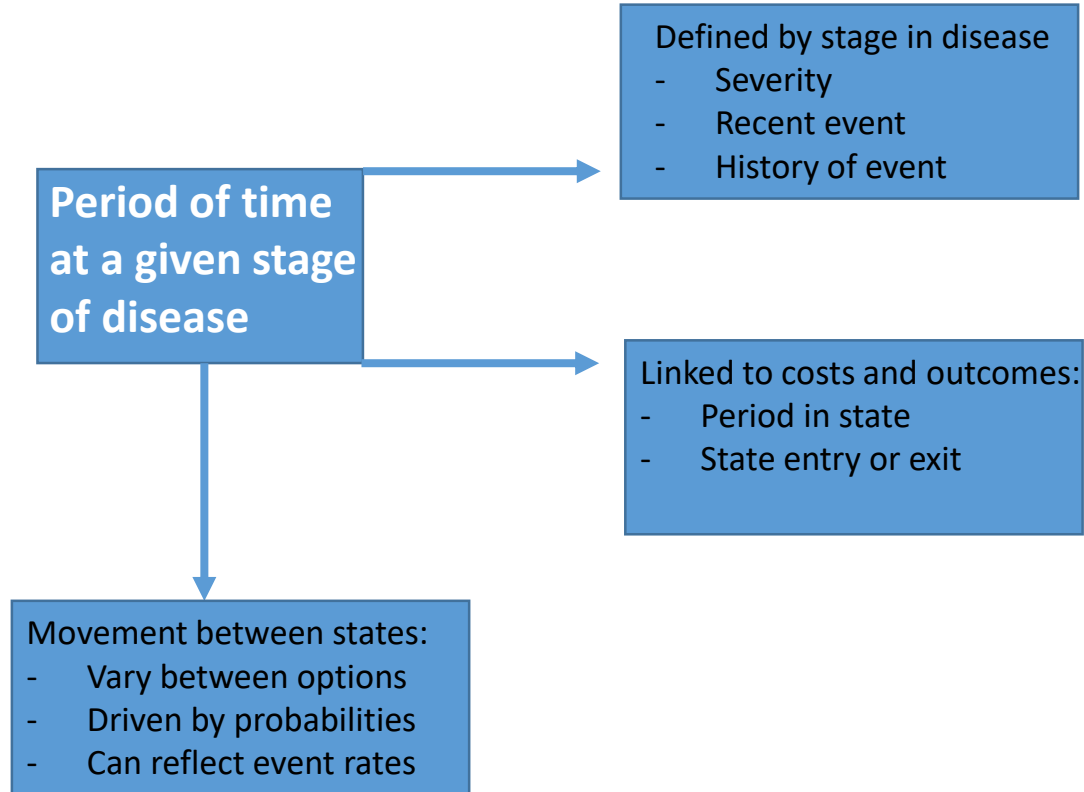 Defined by stage in disease
- Severity
- Recent event
- History of event
Period of time
at a given stage
of disease
Linked to costs and outcomes:
- Period in state
- State entry or exit
Movement between states:
- Vary between options
- Driven by probabilities
- Can reflect event rates